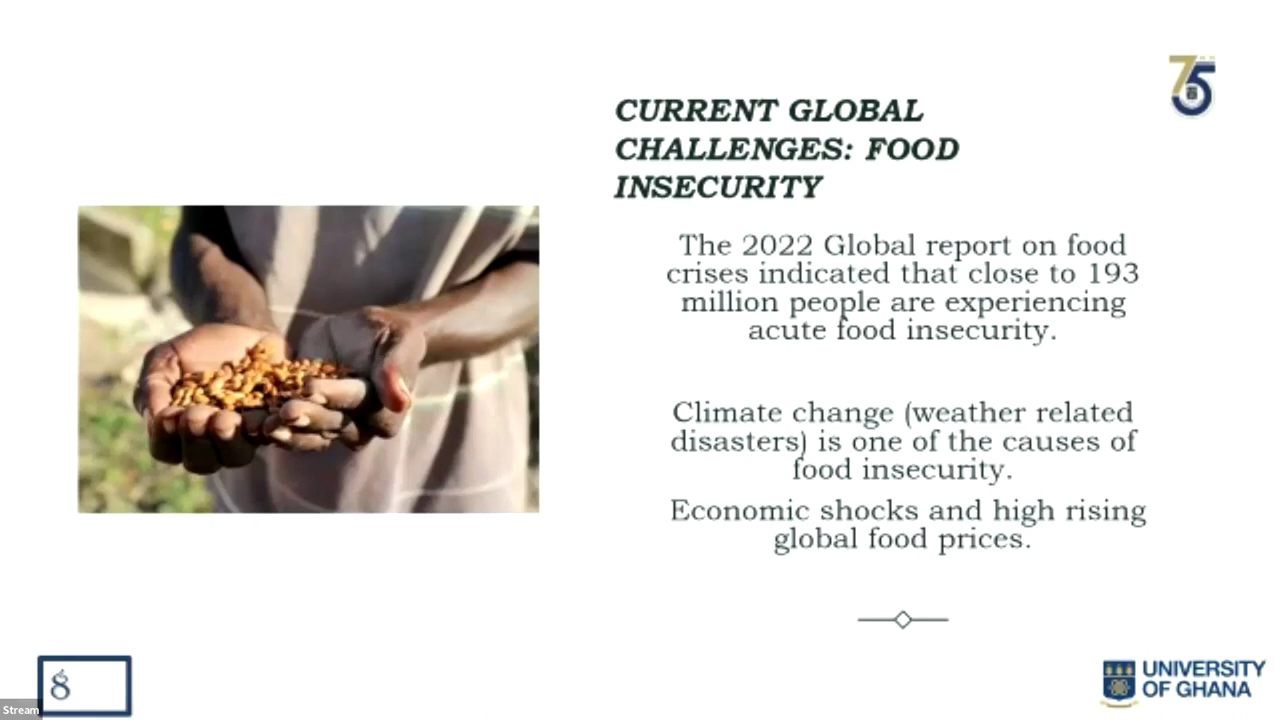 75
CURRENT GLOBAL
CHALLENGES: FOOD
INSECURITY
The 2022 Global report on food
crises indicated that close to 193
million people are experiencing
acute food insecurity.
Climate change (weather related
disasters) is one of the causes of
food insecurity.
Economic shocks and high rising
global food prices.
8
Stream
UNIVERSITY
OF GHANA